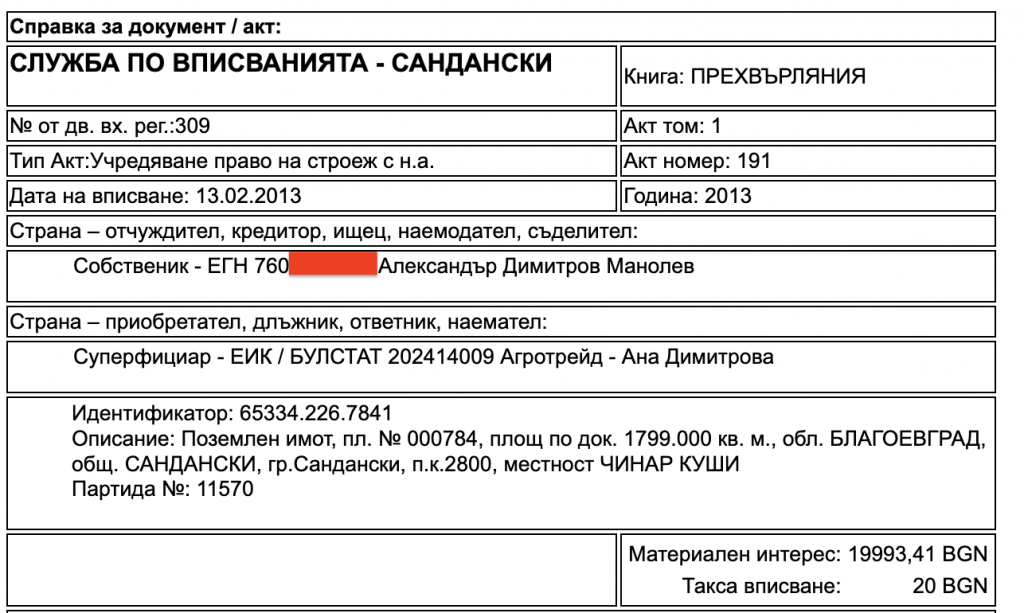 Справка за документ / акт:
СЛУЖБА ПО ВПИСВАНИЯТА - САНДАНСКИ
Книга: ПРЕХВЪРЛЯНИЯ
№ от дв. вх. рег.:309
Акт том: 1
Тип Акт:Учредяване право на строеж с н.а.
Акт номер: 191
Дата на вписване: 13.02.2013
Година: 2013
Страна – отчуждител, кредитор, ищец, наемодател, съделител:
Собственик - ЕГН 760 Александър Димитров Манолев
Страна – приобретател, длъжник, ответник, наемател:
Суперфициар - ЕИК / БУЛСТАТ 202414009 Агротрейд - Ана Димитрова
Идентификатор: 65334.226.7841
Описание: Поземлен имот, пл. № 000784, площ по док. 1799.000 кв. м., обл. БЛАГОЕВГРАД,
общ. САНДАНСКИ, гр.Сандански, п.к.2800, местност ЧИНАР КУШИ
Партида №: 11570
Материален интерес: 19993,41 BGN
Такса вписване: 20 BGN